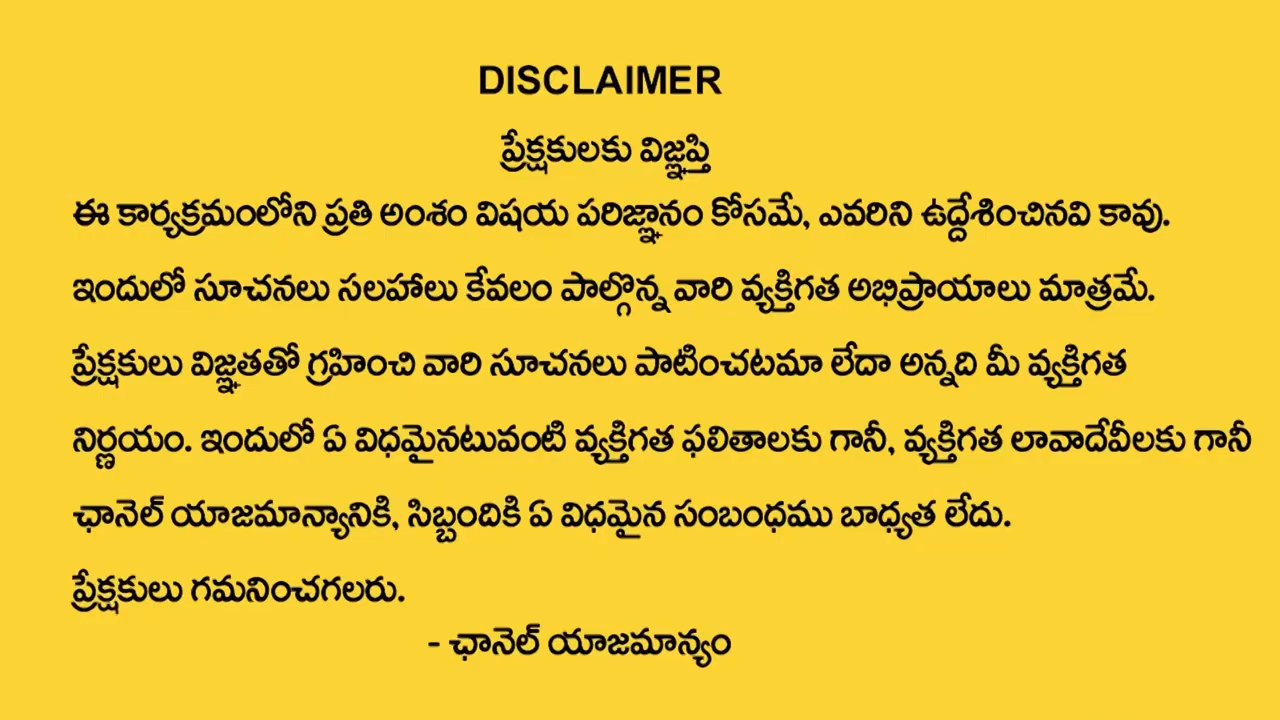 DISCLAIMER
ప్రేక్షకులకు విజ్ఞప్తి
ఈ కార్యక్రమంలోని ప్రతి అంశం విషయ పరిజ్ఞానం కోసమే, ఎవరిని ఉద్దేశించినవి కావు.
ఇందులో సూచనలు సలహాలు కేవలం పాల్గొన్న వారి వ్యక్తిగత అభిప్రాయాలు మాత్రమే.
ప్రేక్షకులు విజ్ఞతతో గ్రహించి వారి సూచనలు పాటించటమా లేదా అన్నది మీ వ్యక్తిగత
నిర్ణయం. ఇందులో ఏ విధమైనటువంటి వ్యక్తిగత ఫలితాలకు గానీ, వ్యక్తిగత లావాదేవీలకు గానీ
ఛానెల్ యాజమాన్యానికి, సిబ్బందికి ఏ విధమైన సంబంధము బాధ్యత లేదు.
ప్రేక్షకులు గమనించగలరు.
- ఛానెల్ యాజమాన్యం